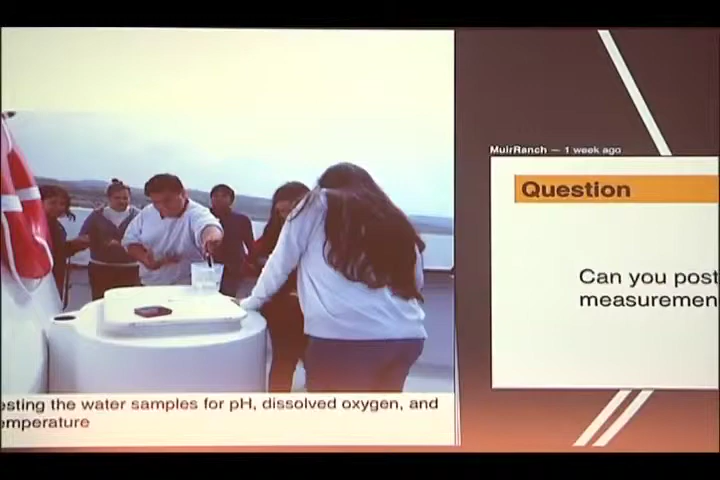 esting the water samples for pH, dissolved oxygen, and
emperature
MuirRanch — 1 week ago
Question
Can you post
measuremen